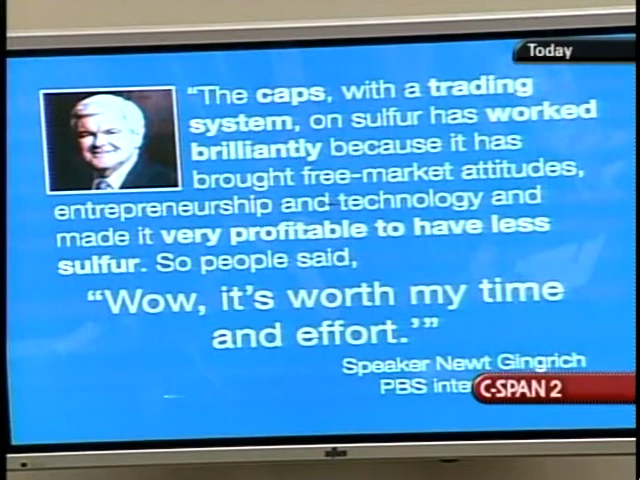 Today
“The caps, with a trading
system, on sulfur has worked
brilliantly because it has
brought free-market attitudes,
entrepreneurship and technology and
made it very profitable to have less
sulfur. So people said,
“Wow, it’s worth my time
and effort.’”
Speaker Newt Gingrich
PBS inte
C-SPAN 2